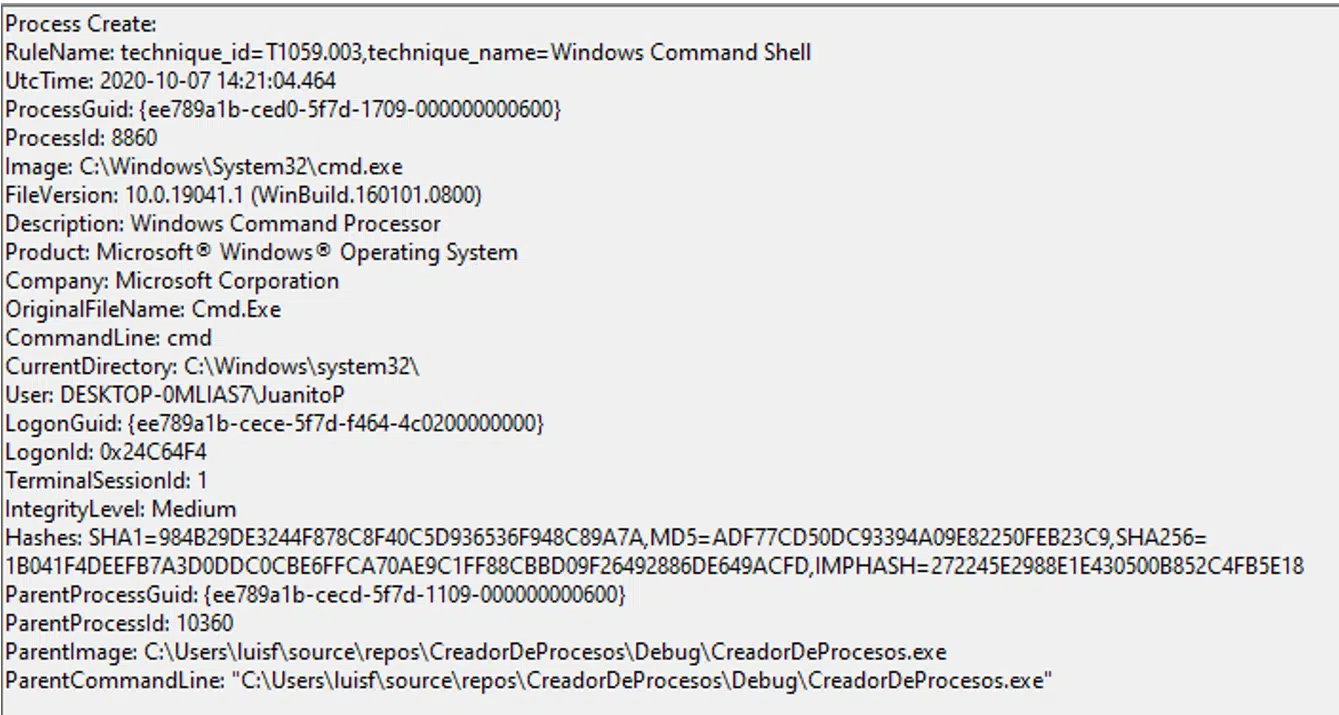 Process Create:
RuleName: technique_id=T1059.003,technique_name=Windows Command Shell
UtcTime: 2020-10-07 14:21:04.464
ProcessGuid: {ee789a1b-ced0-5f7d-1709-000000000600}
ProcessId: 8860
Image: C:\Windows\System32\cmd.exe
FileVersion: 10.0.19041.1 (WinBuild.160101.0800)
Description: Windows Command Processor
Product: Microsoft® Windows® Operating System
Company: Microsoft Corporation
OriginalFileName: Cmd.Exe
CommandLine: cmd
CurrentDirectory: C:\Windows\system32\
User: DESKTOP-0MLIAS7\JuanitoP
LogonGuid: {ee789a1b-cece-5f7d-f464-4c0200000000}
LogonId: 0x24C64F4
TerminalSessionId: 1
IntegrityLevel: Medium
Hashes: SHA1=984B29DE3244F878C8F40C5D936536F948C89A7A,MD5=ADF77CD50DC93394A09E82250FEB23C9,SHA256=
1B041F4DEEFB7A3D0DDC0CBE6FFCA70AE9C1FF88CBBD09F26492886DE649ACFD,IMPHASH=272245E2988E1E430500B852C4FB5E18
ParentProcessGuid: {ee789a1b-cecd-5f7d-1109-000000000600}
ParentProcessId: 10360
ParentImage: C:\Users\luisf\source\repos\CreadorDeProcesos\Debug\CreadorDeProcesos.exe
ParentCommandLine: "C:\Users\luisf\source\repos\CreadorDeProcesos\Debug\CreadorDeProcesos.exe"